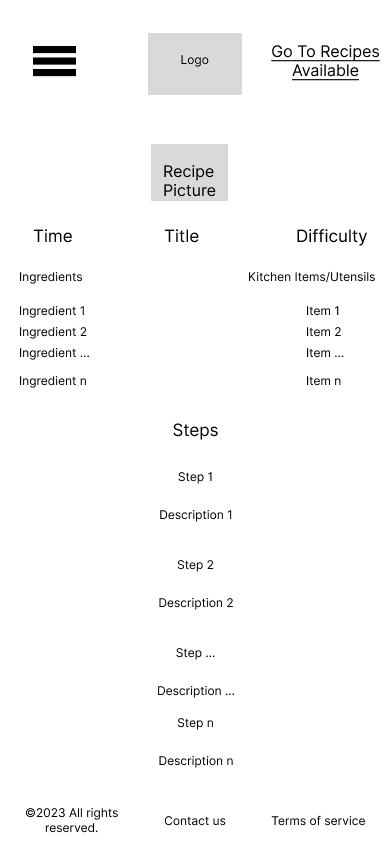 Logo
Go To Recipes
Available
Recipe
Picture
Time
Title
Difficulty
Ingredients
Kitchen Items/Utensils
Ingredient 1
Item 1
Ingredient 2
Item 2
Ingredient ...
Item ...
Ingredient n
Item n
Steps
Step 1
Description 1
Step 2
Description 2
Step ...
Description ...
Step n
Description n
©2023 All rights
reserved.
Contact us
Terms of service